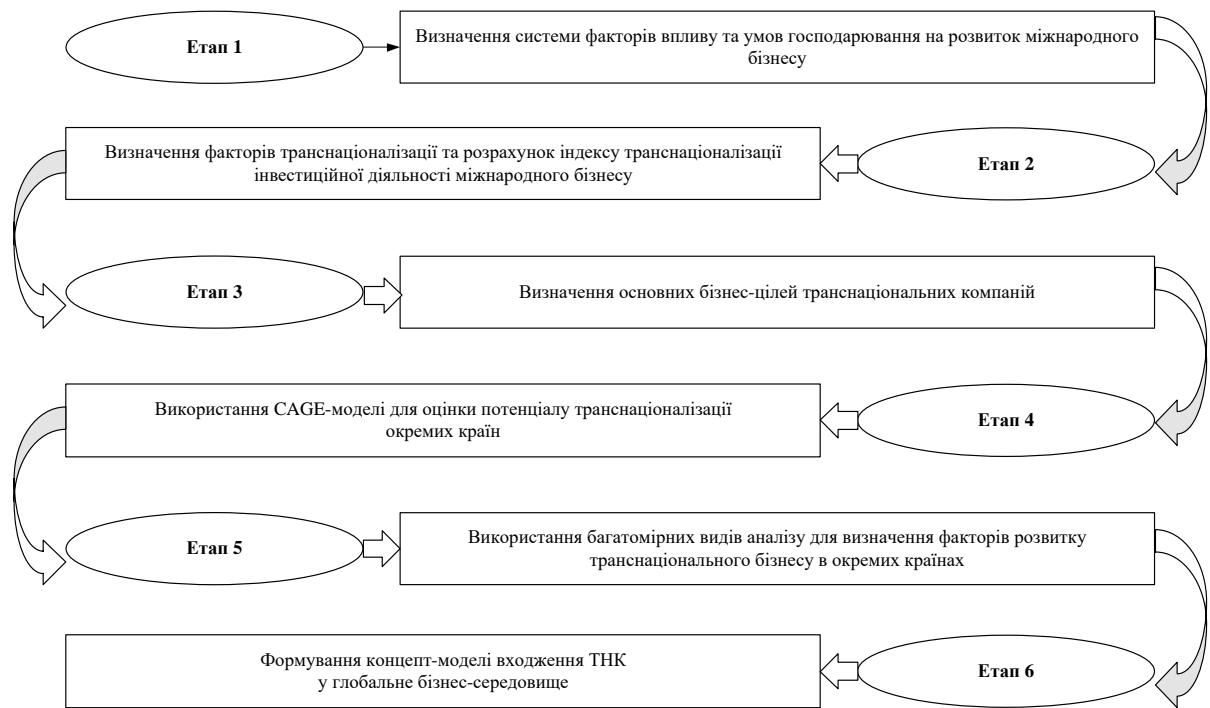 Етап 1
Визначення системи факторів впливу та умов господарювання на розвиток міжнародного
бізнесу
Етап 2
Визначення факторів транснаціоналізації та розрахунок індексу транснаціоналізації
інвестиційної діяльності міжнародного бізнесу
Етап 3
Визначення основних бізнес-цілей транснаціональних компаній
Етап 4
Використання CAGE-моделі для оцінки потенціалу транснаціоналізації
окремих країн
Етап 5
Використання багатомірних видів аналізу для визначення факторів розвитку
транснаціонального бізнесу в окремих країнах
Етап 6
Формування концепт-моделі входження ТНК
у глобальне бізнес-середовище